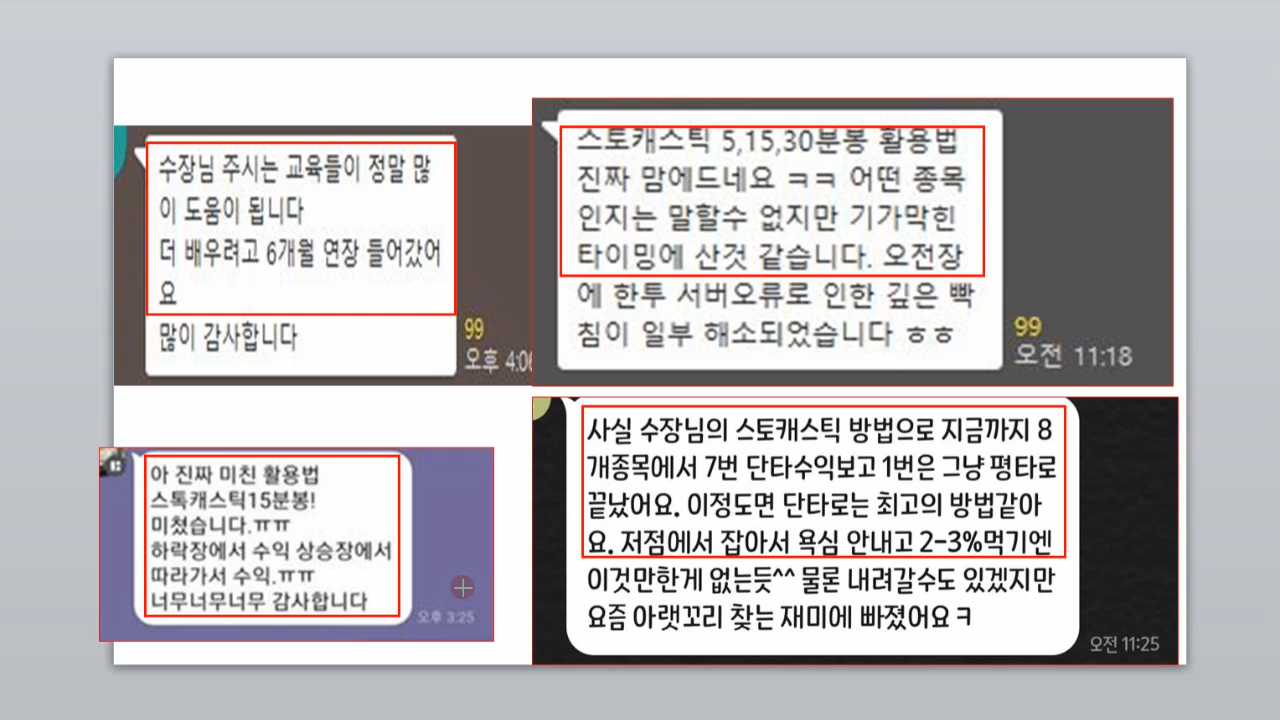 수장님 주시는 교육들이 정말 많
이 도움이 됩니다
더 배우려고 6개월 연장 들어갔어
요
많이 감사합니다
99
오후 4:06
스토캐스틱 5,15,30분봉 활용법
진짜 맘에드네요 ㅋㅋ 어떤 종목
인지는 말할수 없지만 기가막힌
타이밍에 산것 같습니다. 오전장
에 한투 서버오류로 인한 깊은 빡
침이 일부 해소되었습니다 ㅎㅎ
99
오전 11:18
아 진짜 미친 활용법
스톡캐스틱15분봉!
미쳤습니다.ㅠㅠ
하락장에서 수익 상승장에서
따라가서 수익.ㅠㅠ
너무너무너무 감사합니다
오후 3:25
사실 수장님의 스토캐스틱 방법으로 지금까지 8
개종목에서 7번 단타수익보고 1번은 그냥 평타로
끝났어요. 이정도면 단타로는 최고의 방법같아
요. 저점에서 잡아서 욕심 안내고 2-3%먹기엔
이것만한게 없는듯^^ 물론 내려갈수도 있겠지만
요즘 아랫꼬리 찾는 재미에 빠졌어요 ㅋ
오전 11:25